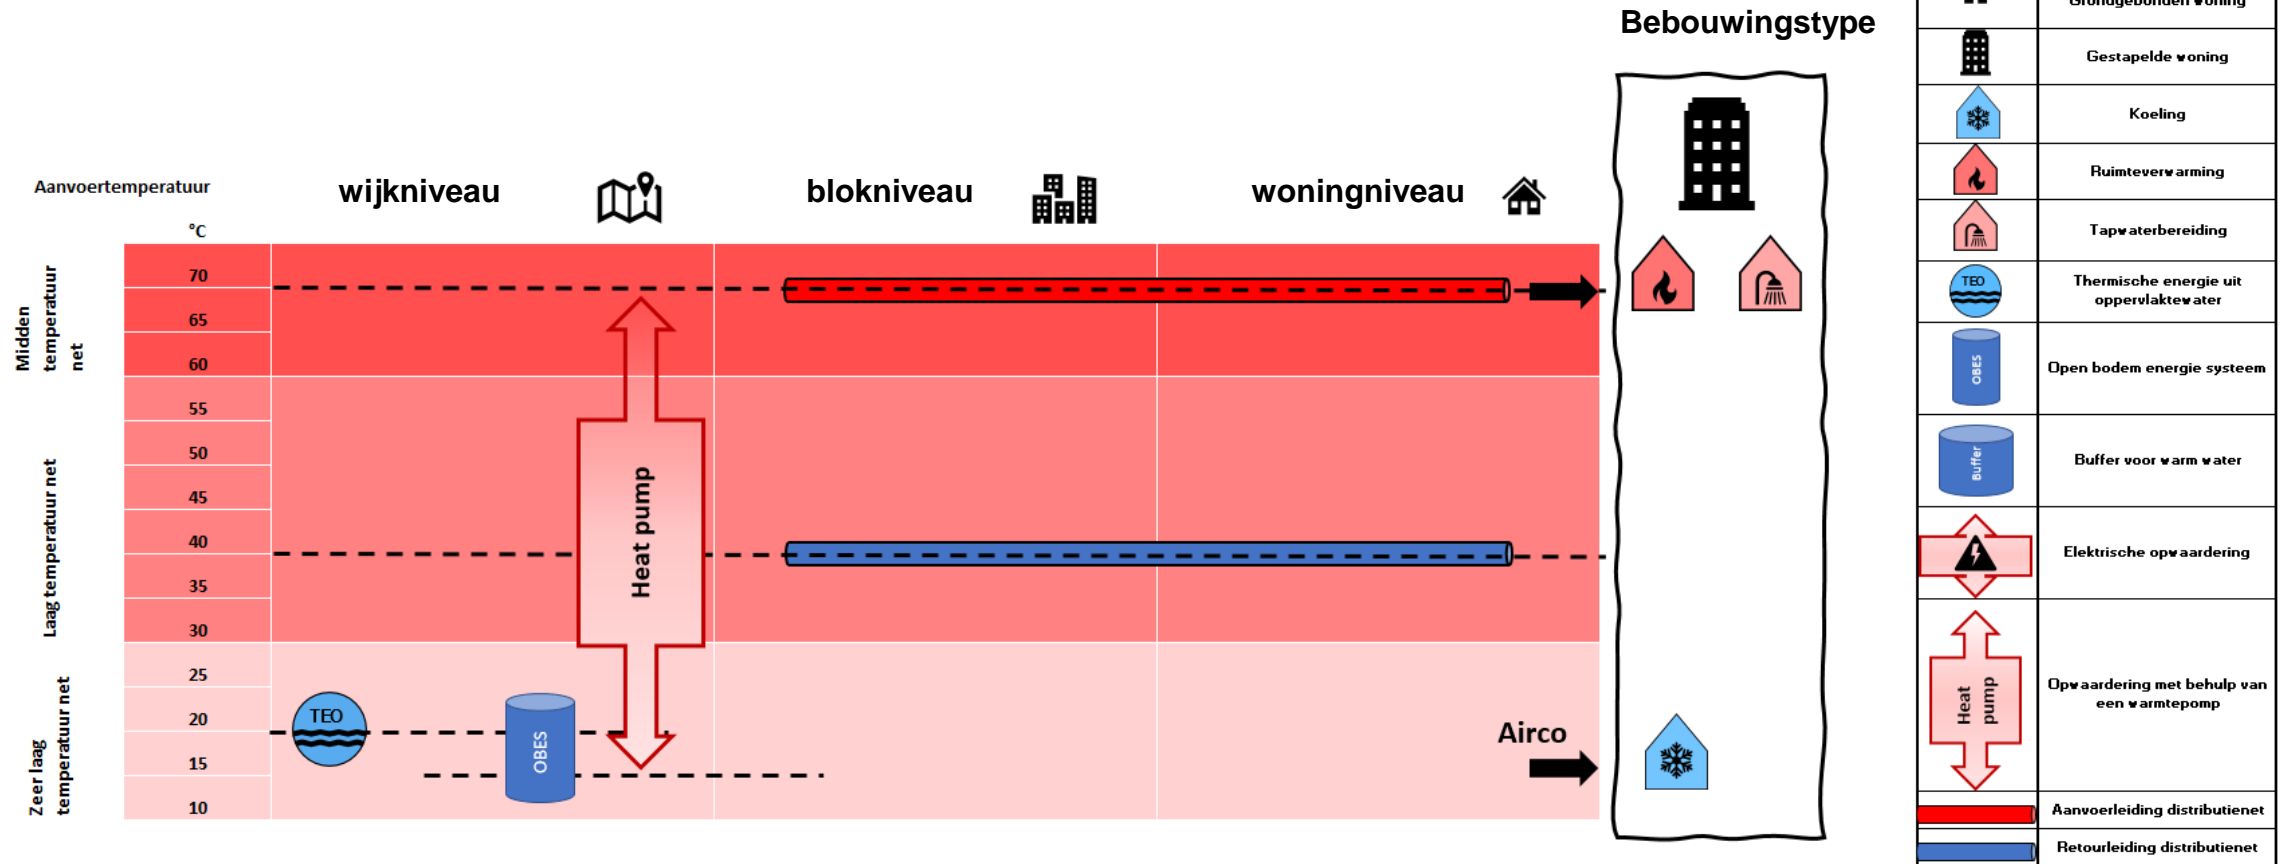 Bebouwingstype
Aanvoertemperatuur
wijkniveau
blokniveau
woningniveau
°C
70
65
60
55
50
45
40
35
30
25
20
15
10
Midden
temperatuur
net
Laag temperatuur net
Zeer laag
temperatuur net
TEO
OBES
Heat pump
Airco
Grondgebonden woning
Gestapelde woning
Koeling
Ruimteverwarming
Tapwaterbereiding
TEO
Thermische energie uit
oppervlaktewater
OBES
Open bodem energie systeem
Buffer
Buffer voor warm water
Elektrische opwaardering
Heat
pump
Opwaardering met behulp van
een warmtepomp
Aanvoerleiding distributienet
Retourleiding distributienet